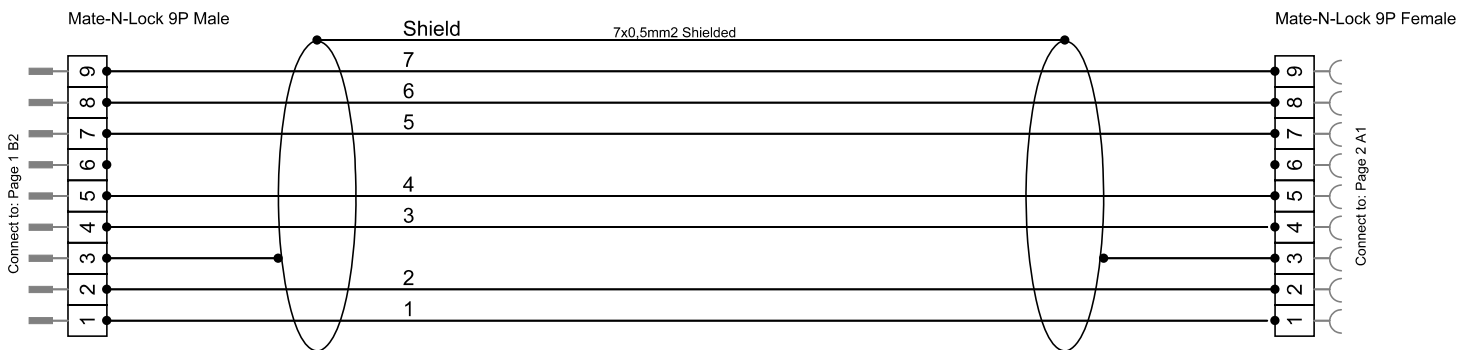 Mate-N-Lock 9P Male
Mate-N-Lock 9P Female
Shield
7x0,5mm2 Shielded
9 7 9
8 6 8
7 5 7
6 6
5 4 5
4 3 4
3 3
2 2 2
1 1 1
Connect to: Page 1 B2
Connect to: Page 2 A1